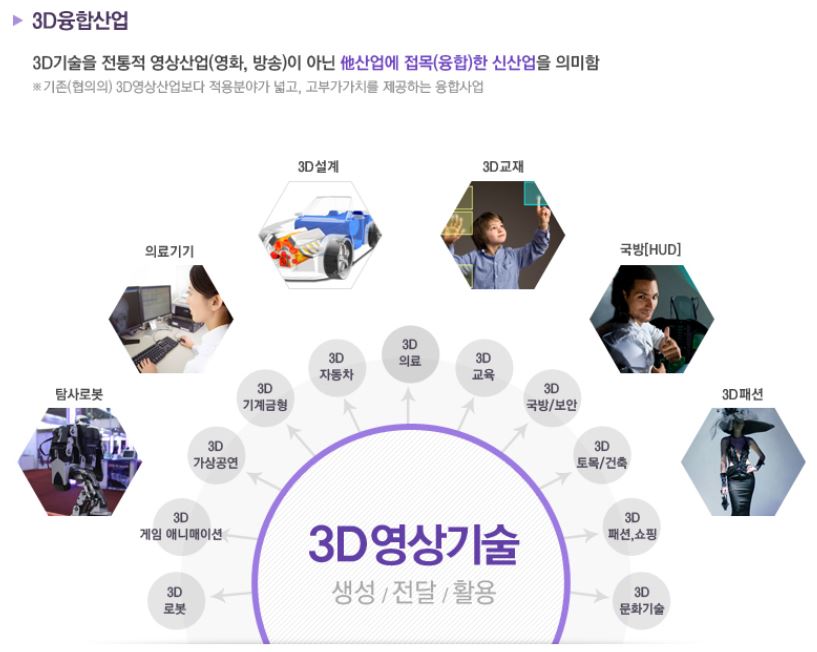 3D융합산업
3D기술을 전통적 영상산업(영화, 방송)이 아닌 他산업에 접목(융합)한 신산업을 의미함
※기존(협의의) 3D영상산업보다 적용분야가 넓고, 고부가가치를 제공하는 융합사업
3D설계
3D교재
의료기기
국방[HUD]
탐사로봇
3D패션
3D
의료
3D
자동차
3D
교육
3D
기계금형
3D
국방/보안
3D
가상공연
3D
토목/건축
3D
게임 애니매이션
3D
패션,쇼핑
3D
로봇
3D
문화기술
3D영상기술
생성 / 전달 / 활용